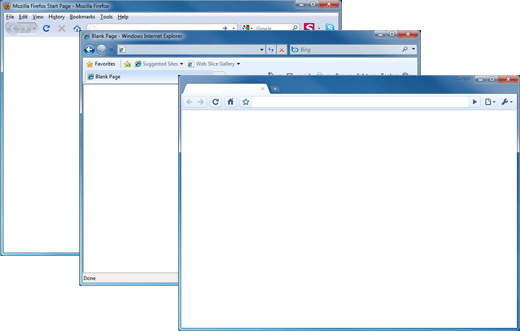 Mozilla Firefox Start Page - Mozilla Firefox
File Edit View History Bookmarks Tools Help
Google
Blank Page - Windows Internet Explorer
Bing
Favorites Suggested Sites Web Slice Gallery
Blank Page
Done